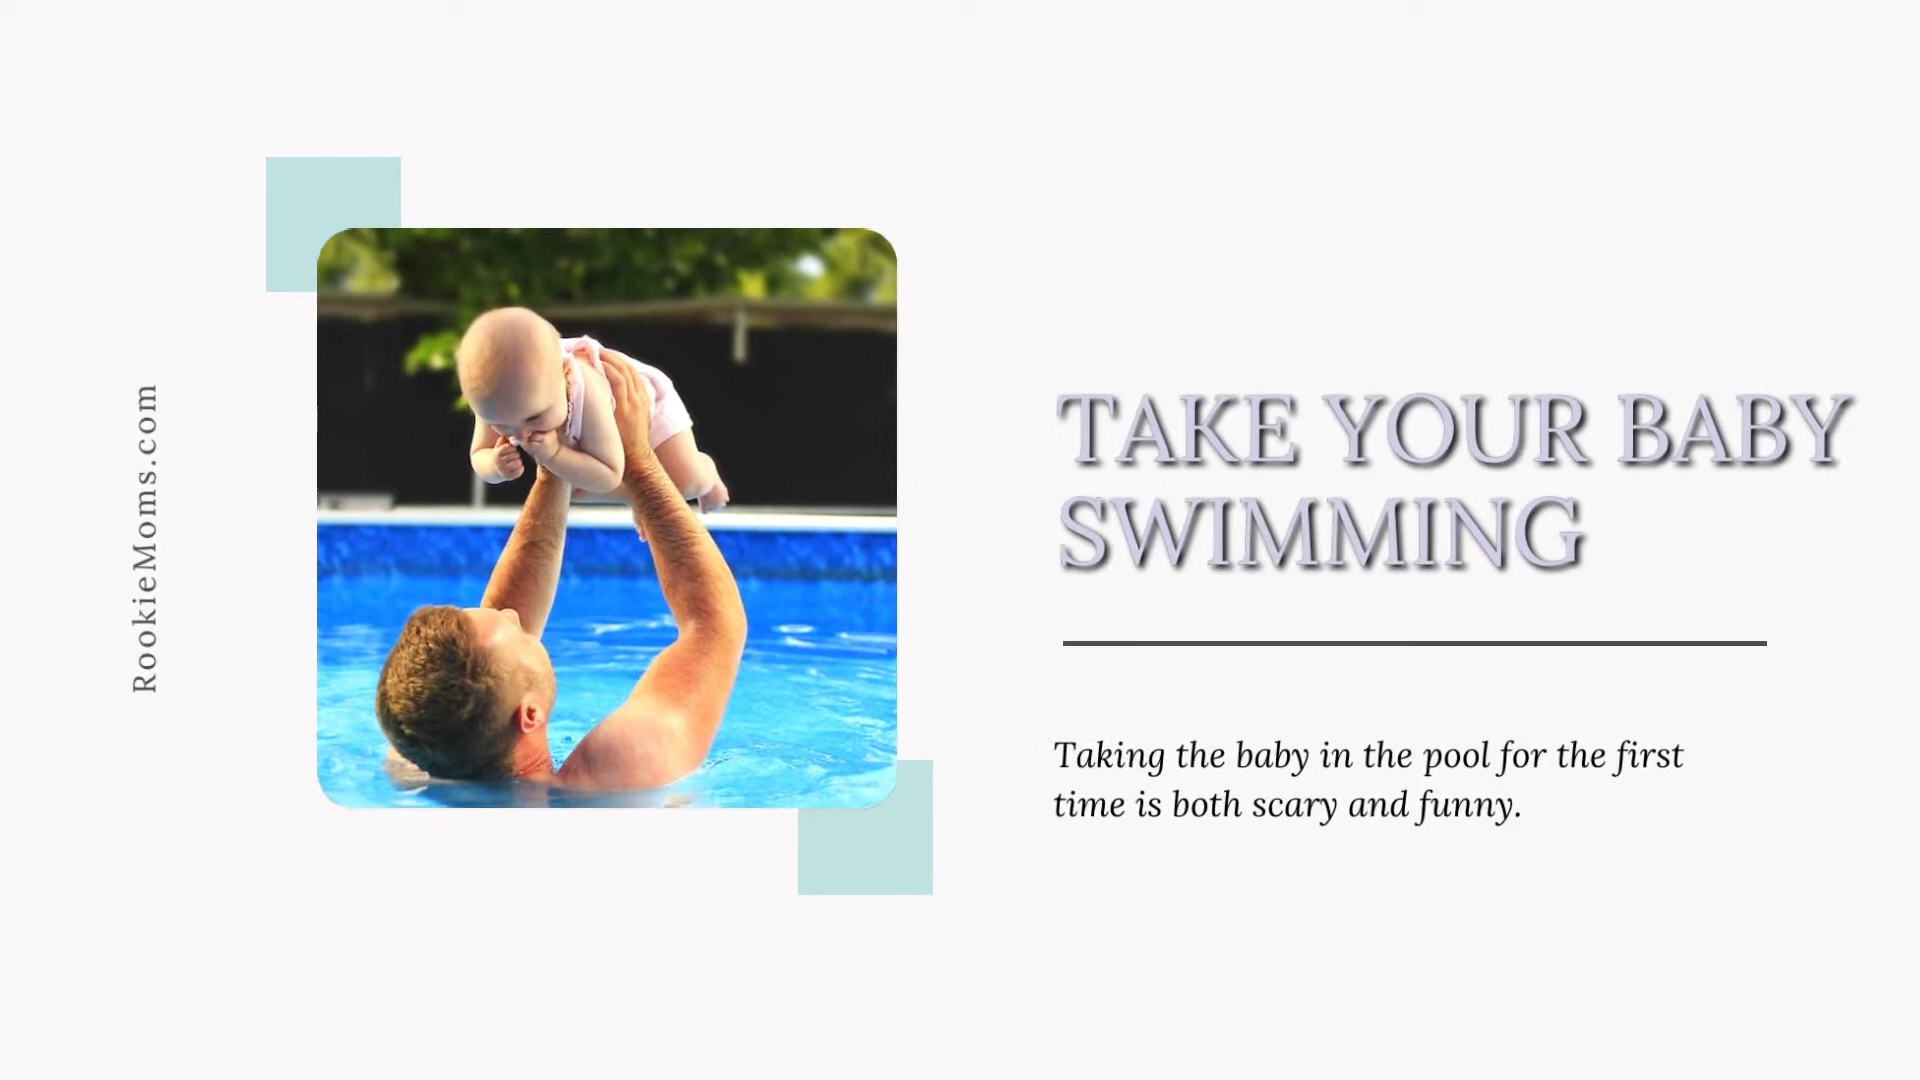 RookieMoms.com
TAKE YOUR BABY
SWIMMING
Taking the baby in the pool for the first
time is both scary and funny.